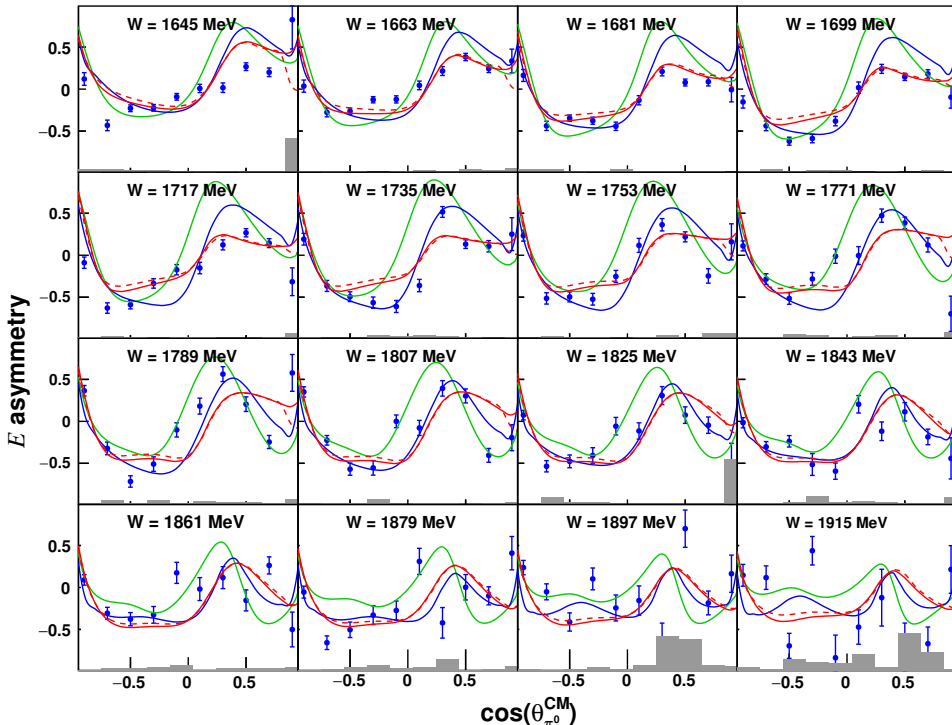 W = 1645 MeV W = 1663 MeV W = 1681 MeV W = 1699 MeV
0.5
0
−0.5
W = 1717 MeV W = 1735 MeV W = 1753 MeV W = 1771 MeV
0.5
0
−0.5
W = 1789 MeV W = 1807 MeV W = 1825 MeV W = 1843 MeV
0.5
0
−0.5
W = 1861 MeV W = 1879 MeV W = 1897 MeV W = 1915 MeV
0.5
0
−0.5
−0.5 0 0.5 −0.5 0 0.5 −0.5 0 0.5 −0.5 0 0.5
E asymmetry
cos(θ_{π⁰}^{CM})